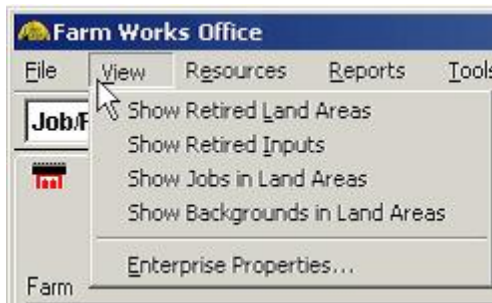 Farm Works Office
File View Resources Reports Tools
Job/
Show Retired Land Areas
Show Retired Inputs
Show Jobs in Land Areas
Show Backgrounds in Land Areas
Enterprise Properties...
Farm